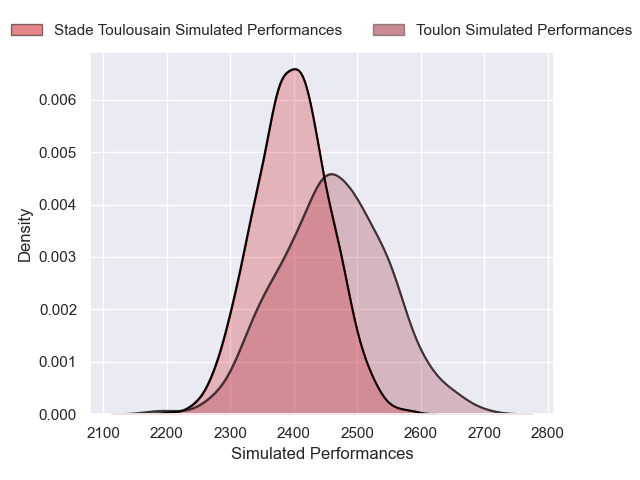 Stade Toulousain Simulated Performances Toulon Simulated Performances
0.006
0.005
0.004
0.003
0.002
0.001
0.000
Density
2100 2200 2300 2400 2500 2600 2700 2800
Simulated Performances